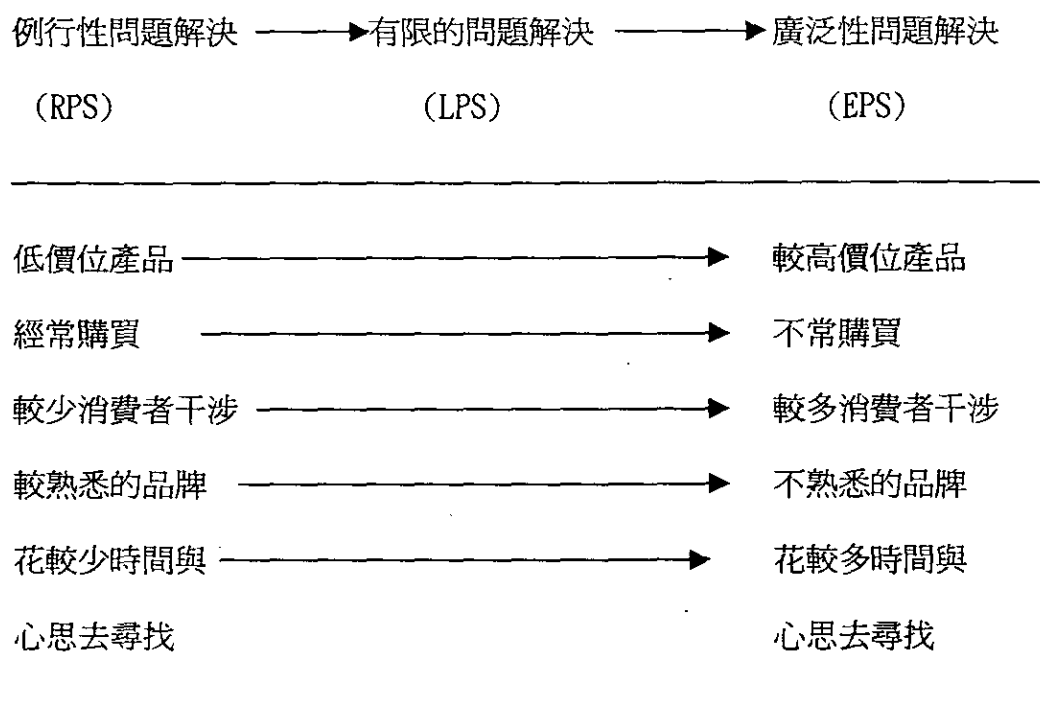 例行性問題解決 有限的問題解決 廣泛性問題解決
(RPS) (LPS) (EPS)
低價位產品 較高價位產品
經常購買 不常購買
較少消費者干涉 較多消費者干涉
較熟悉的品牌 不熟悉的品牌
花較少時間與 花較多時間與
心思去尋找 心思去尋找